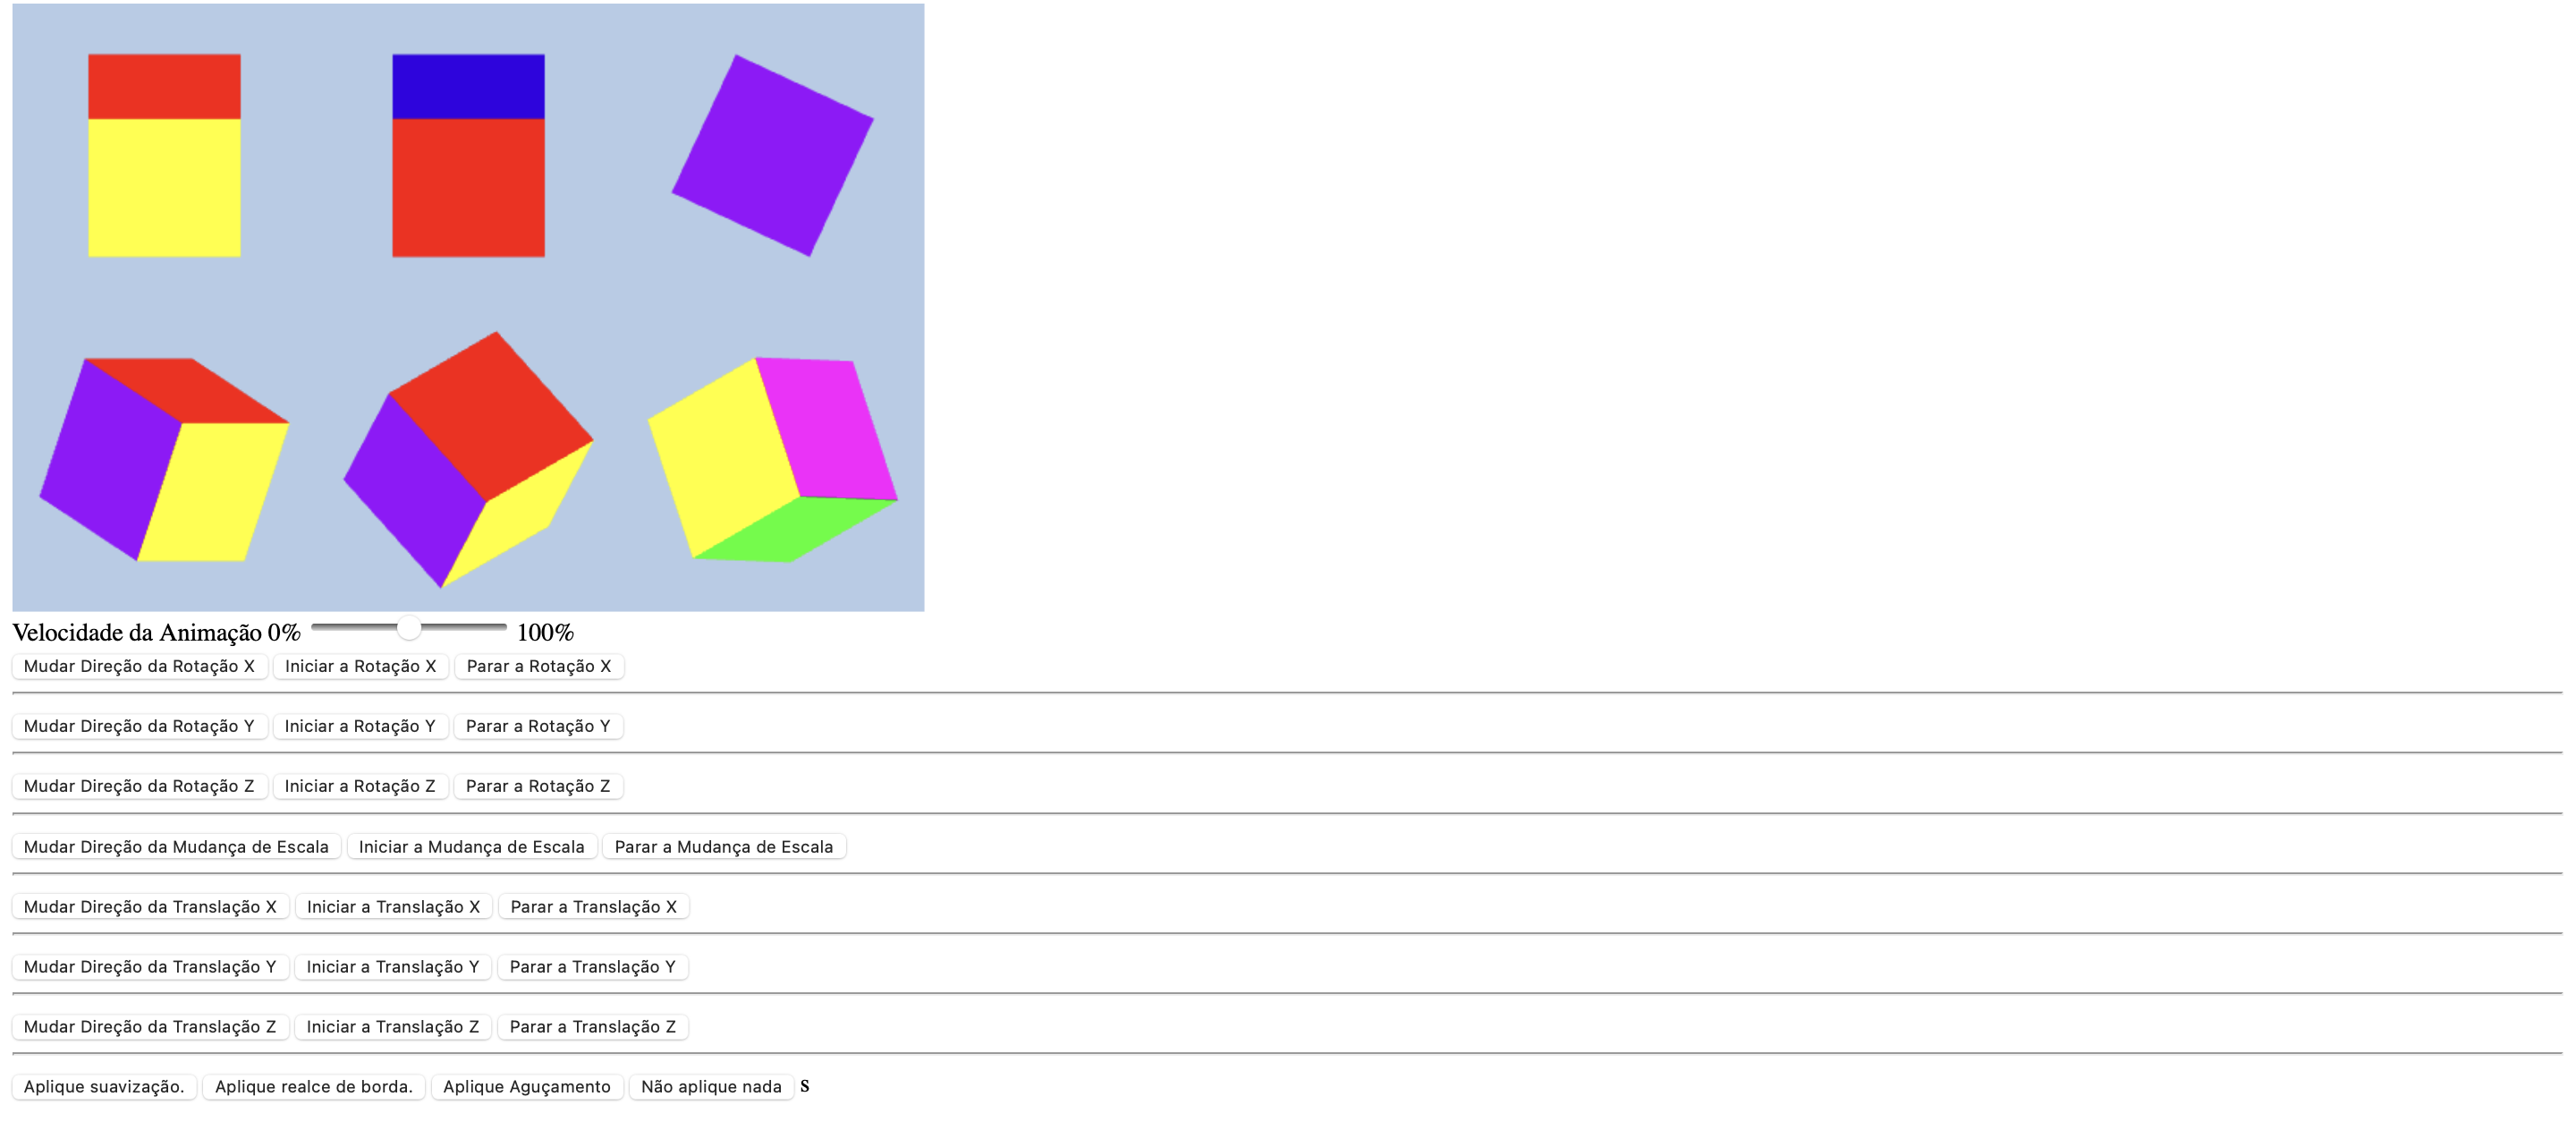 Velocidade da Animação 0% 100%
Mudar Direção da Rotação X Iniciar a Rotação X Parar a Rotação X
Mudar Direção da Rotação Y Iniciar a Rotação Y Parar a Rotação Y
Mudar Direção da Rotação Z Iniciar a Rotação Z Parar a Rotação Z
Mudar Direção da Mudança de Escala Iniciar a Mudança de Escala Parar a Mudança de Escala
Mudar Direção da Translação X Iniciar a Translação X Parar a Translação X
Mudar Direção da Translação Y Iniciar a Translação Y Parar a Translação Y
Mudar Direção da Translação Z Iniciar a Translação Z Parar a Translação Z
Aplique suavização. Aplique realce de borda. Aplique Aguçamento Não aplique nada s